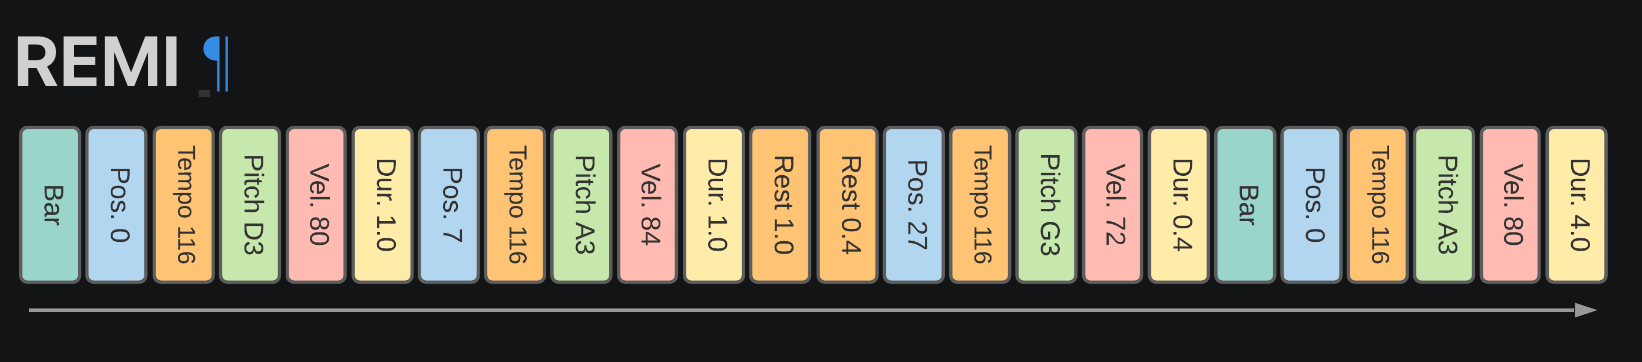 REMI ¶
Bar
Pos. 0
Tempo 116
Pitch D3
Vel. 80
Dur. 1.0
Pos. 7
Tempo 116
Pitch A3
Vel. 84
Dur. 1.0
Rest 1.0
Rest 0.4
Pos. 27
Tempo 116
Pitch G3
Vel. 72
Dur. 0.4
Bar
Pos. 0
Tempo 116
Pitch A3
Vel. 80
Dur. 4.0